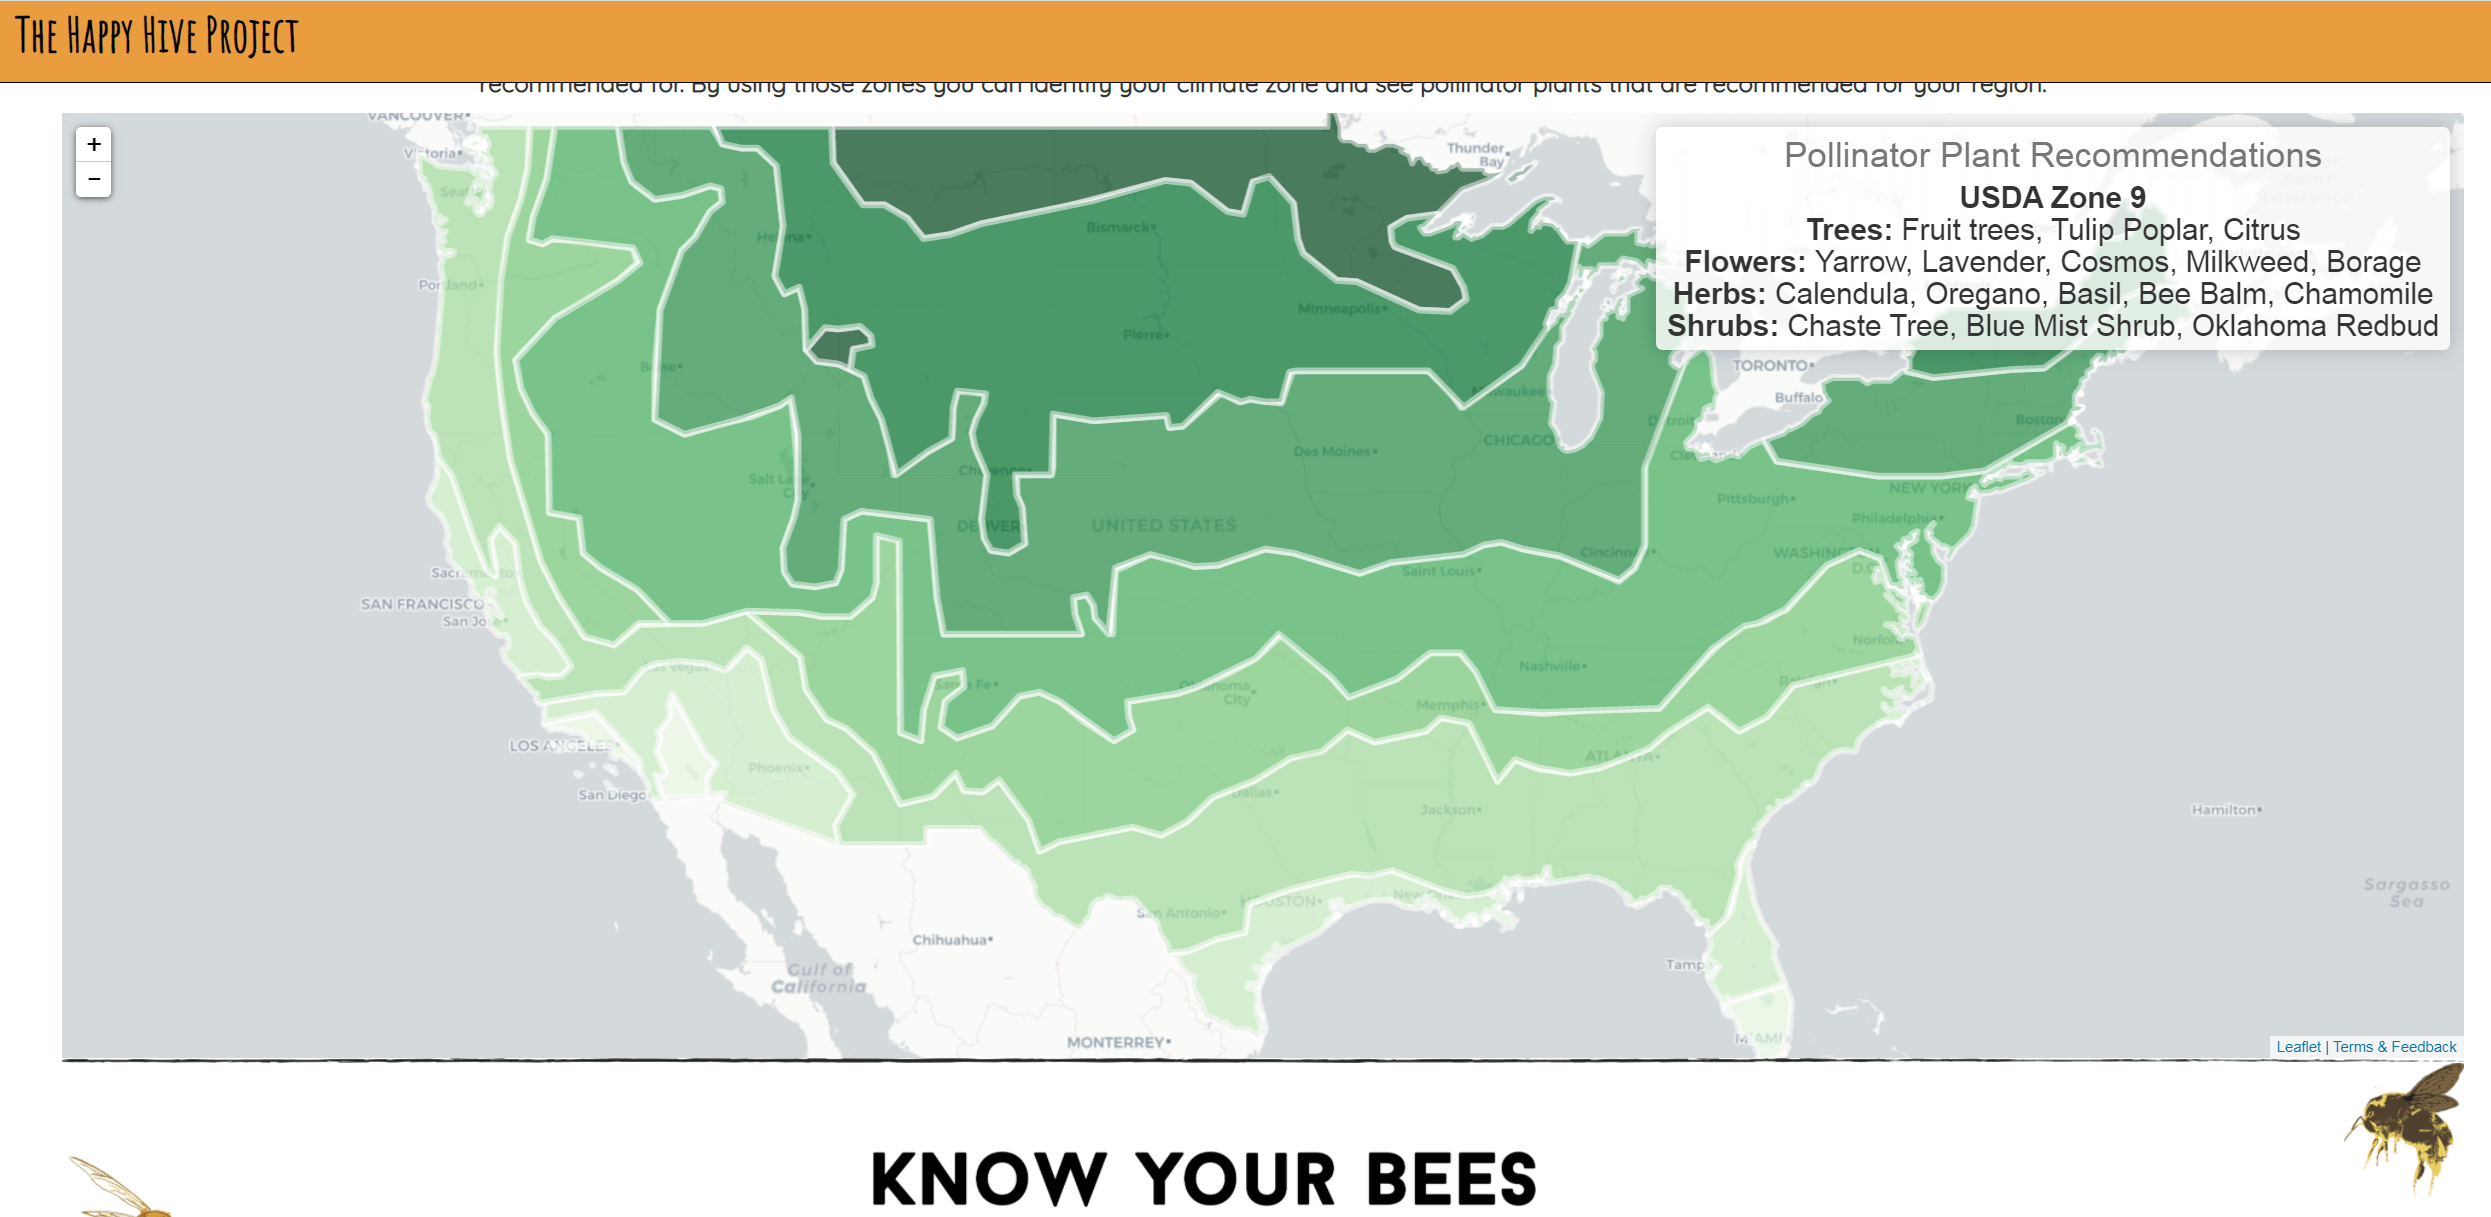 THE HAPPY HIVE PROJECT
recommended for. By using those zones you can identify your climate zone and see pollinator plants that are recommended for your region.
+
−
Pollinator Plant Recommendations
USDA Zone 9
Trees: Fruit trees, Tulip Poplar, Citrus
Flowers: Yarrow, Lavender, Cosmos, Milkweed, Borage
Herbs: Calendula, Oregano, Basil, Bee Balm, Chamomile
Shrubs: Chaste Tree, Blue Mist Shrub, Oklahoma Redbud
VANCOUVER
Victoria
Thunder
Bay
Seattle
Helena
Bismarck
Portland
Minneapolis
Pierre
Boise
TORONTO
Milwaukee
Buffalo
Boston
Detroit
CHICAGO
Des Moines
Cleveland
Cheyenne
Salt Lake
City
NEW YORK
Pittsburgh
Philadelphia
DENVER
UNITED STATES
Cincinnati
WASHINGTON,
D.C.
Sacramento
Saint Louis
SAN FRANCISCO
San Jose
Norfolk
Las Vegas
Nashville
Santa Fe
Oklahoma
City
Raleigh
Memphis
LOS ANGELES
ATLANTA
Phoenix
San Diego
Dallas
Jackson
Hamilton
Sargasso
Sea
HOUSTON
New Orleans
San Antonio
Chihuahua
Tampa
Gulf of
California
MONTERREY
MIAMI
Leaflet | Terms & Feedback
KNOW YOUR BEES